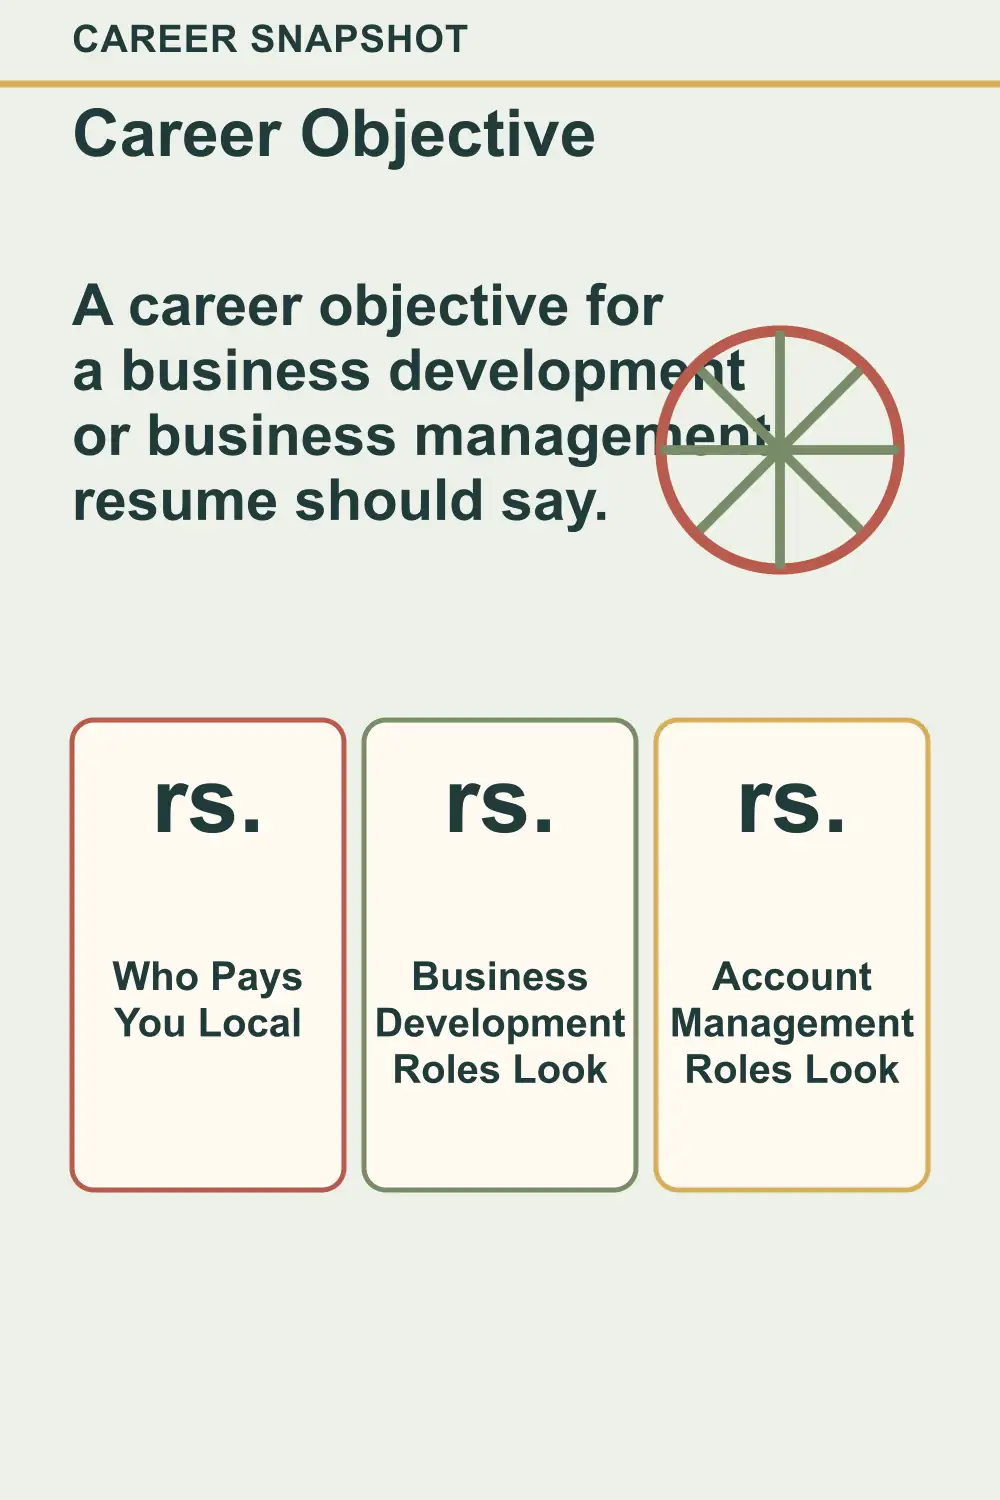 CAREER SNAPSHOT
Career Objective
A career objective for
a business development
or business management
resume should say.
rs.
Who Pays
You Local
rs.
Business
Development
Roles Look
rs.
Account
Management
Roles Look